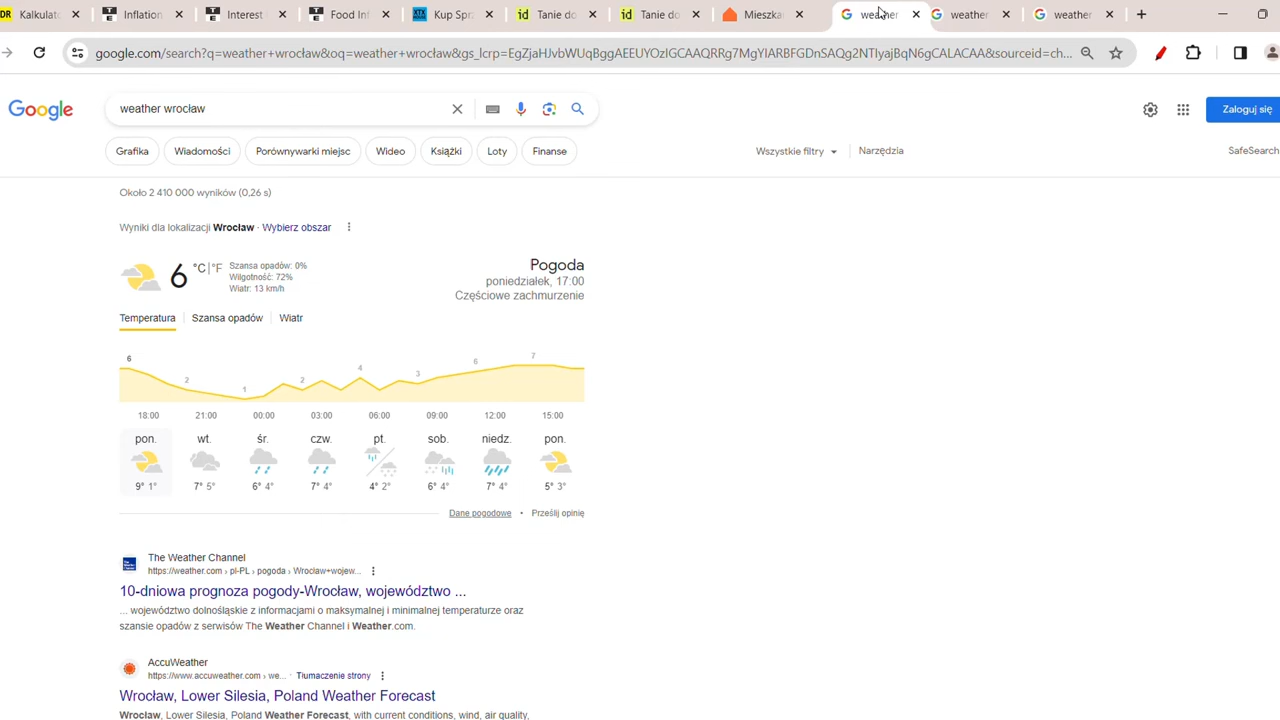 Kalkulato
Inflation
Interest
Food Inf
Kup Spr
Tanie do
Tanie do
Mieszka
weather
weather
weather
google.com/search?q=weather+wrocław&oq=weather+wrocław&gs_lcrp=EgZjaHJvbWUqBggAEEUYOzIGCAAQRRg7MgYIARBFGDnSAQg2NTIyajBqN6gCALACAA&sourceid=ch...
Google
weather wrocław
Zaloguj się
Grafika
Wiadomości
Porównywarki miejsc
Wideo
Książki
Loty
Finanse
Wszystkie filtry
Narzędzia
SafeSearch
Około 2 410 000 wyników (0,26 s)
Wyniki dla lokalizacji Wrocław · Wybierz obszar
6 °C|°F
Szansa opadów: 0%
Wilgotność: 72%
Wiatr: 13 km/h
Pogoda
poniedziałek, 17:00
Częściowe zachmurzenie
Temperatura
Szansa opadów
Wiatr
6 2 1 2 4 3 6 7
18:00 21:00 00:00 03:00 06:00 09:00 12:00 15:00
pon. wt. śr. czw. pt. sob. niedz. pon.
9° 1° 7° 5° 6° 4° 7° 4° 4° 2° 6° 4° 7° 4° 5° 3°
Dane pogodowe • Prześlij opinię
The Weather Channel
https://weather.com › pl-PL › pogoda › Wrocław+wojew...
10-dniowa prognoza pogody-Wrocław, województwo ...
... województwo dolnośląskie z informacjami o maksymalnej i minimalnej temperaturze oraz
szansie opadów z serwisów The Weather Channel i Weather.com.
AccuWeather
https://www.accuweather.com › we... · Tłumaczenie strony
Wrocław, Lower Silesia, Poland Weather Forecast
Wrocław, Lower Silesia, Poland Weather Forecast, with current conditions, wind, air quality,